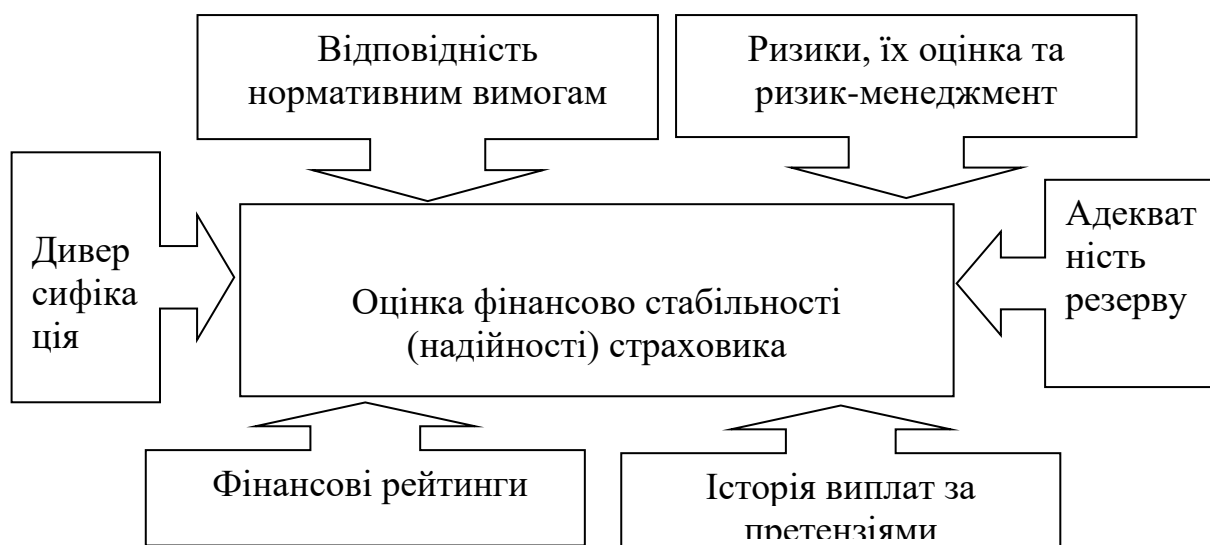 Відповідність
нормативним вимогам
Ризики, їх оцінка та
ризик-менеджмент
Дивер
сифіка
ція
Оцінка фінансово стабільності
(надійності) страховика
Адекват
ність
резерву
Фінансові рейтинги
Історія виплат за
претензіями